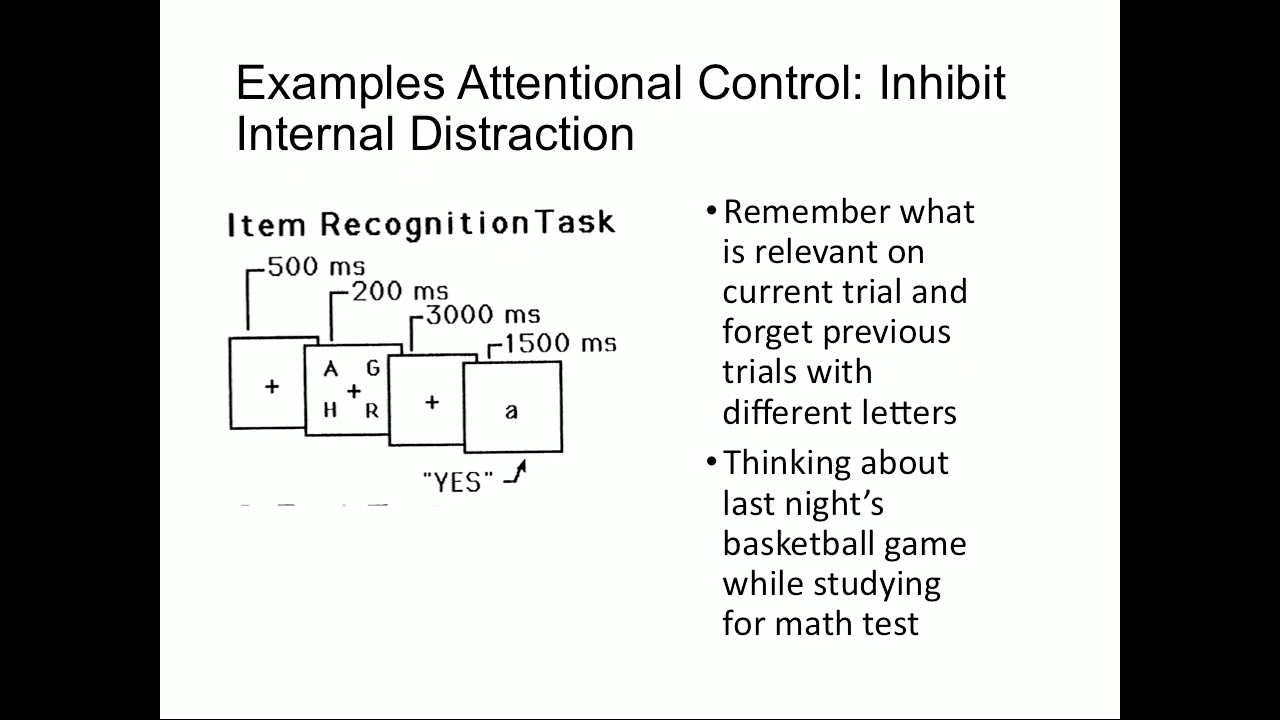 Examples Attentional Control: Inhibit
Internal Distraction
Item Recognition Task
500 ms
200 ms
3000 ms
1500 ms
+
A G
+
H R
+
a
"YES"
•Remember what
is relevant on
current trial and
forget previous
trials with
different letters
•Thinking about
last night’s
basketball game
while studying
for math test